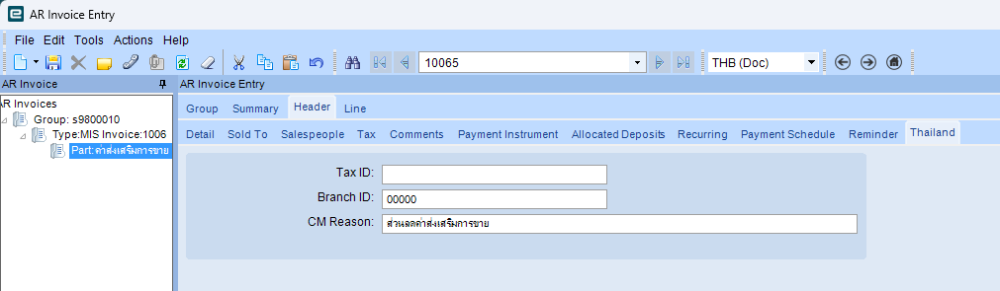 AR Invoice Entry
File Edit Tools Actions Help
10065 THB (Doc)
AR Invoice
AR Invoice Entry
AR Invoices
Group: s9800010
Type:MIS Invoice:1006
Part:ค่าส่งเสริมการขาย
Group Summary Header Line
Detail Sold To Salespeople Tax Comments Payment Instrument Allocated Deposits Recurring Payment Schedule Reminder Thailand
Tax ID:
Branch ID: 00000
CM Reason: ส่วนลดค่าส่งเสริมการขาย